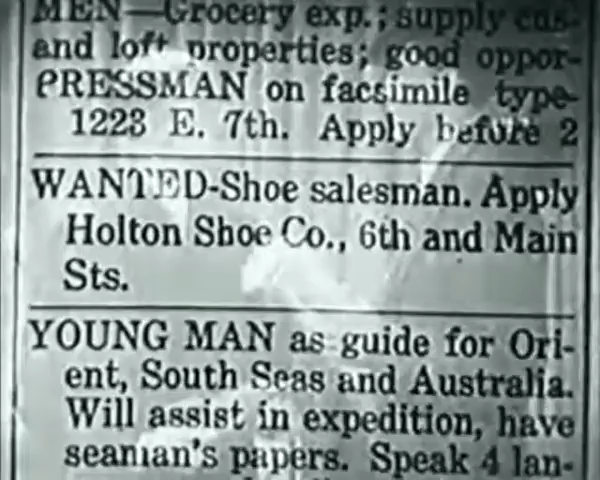 MEN—Grocery exp.; supply cus-
and loft properties; good oppor-
PRESSMAN on facsimile type-
1223 E. 7th. Apply before 2
WANTED-Shoe salesman. Apply
Holton Shoe Co., 6th and Main
Sts.
YOUNG MAN as guide for Ori-
ent, South Seas and Australia.
Will assist in expedition, have
seaman's papers. Speak 4 lan-